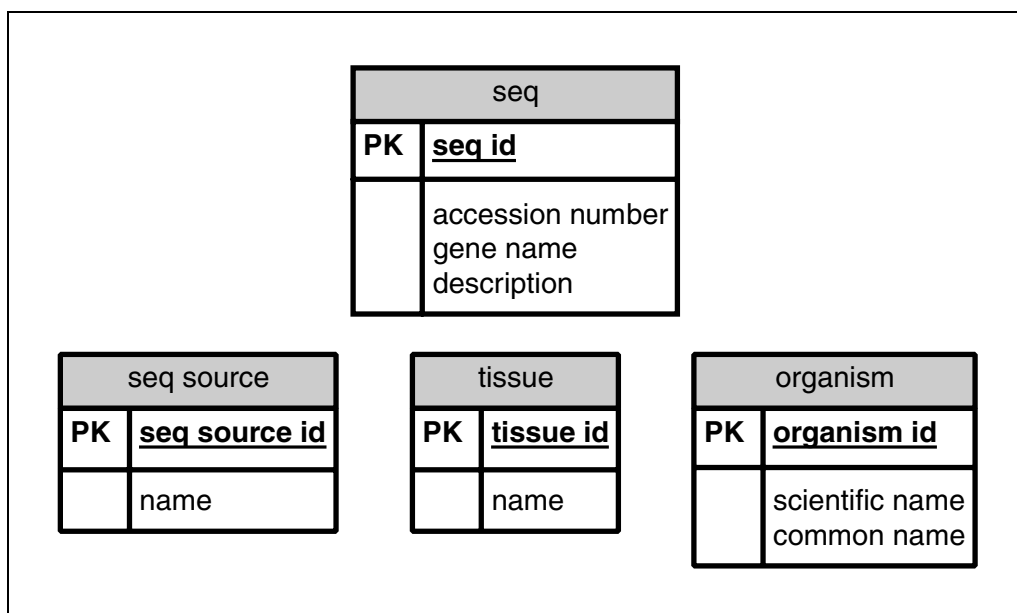 seq
PK seq id
accession number
gene name
description
seq source
PK seq source id
name
tissue
PK tissue id
name
organism
PK organism id
scientific name
common name